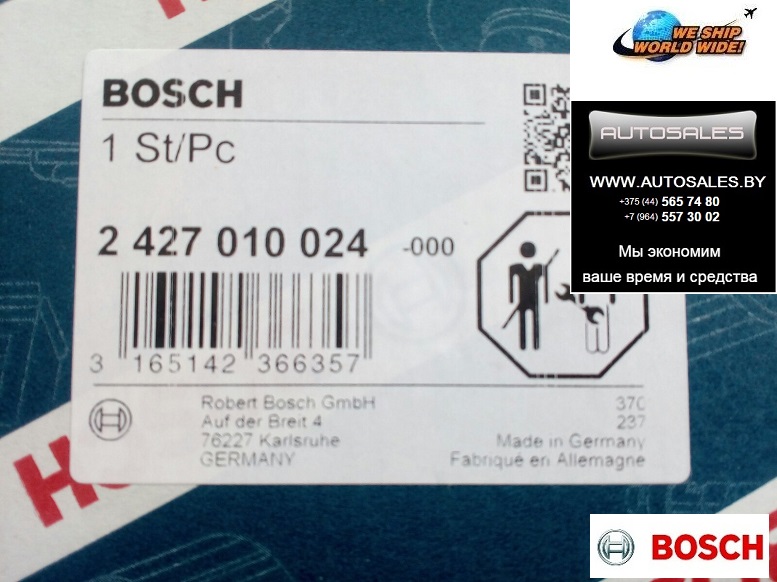 BOSCH
1 St/Pc
2 427 010 024 -000
3 165142 366357
Robert Bosch GmbH
Auf der Breit 4
76227 Karlsruhe
GERMANY
370
237
Made in Germany
Fabriqué en Allemagne
WE SHIP
WORLD WIDE!
AUTOSALES
WWW.AUTOSALES.BY
+375 (44) 565 74 80
+7 (964) 557 30 02
Мы экономим
ваше время и средства
BOSCH